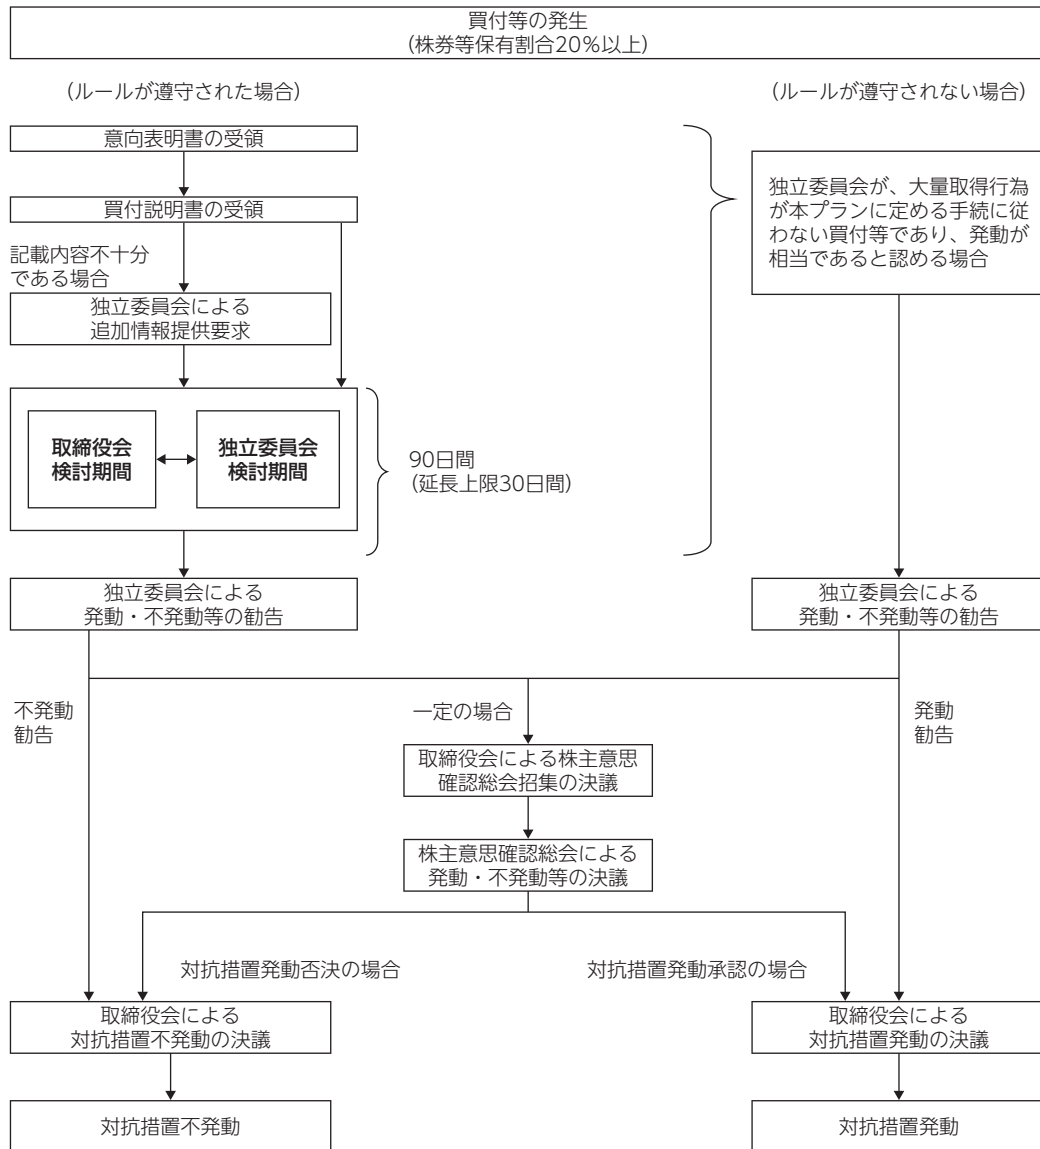 買付等の発生
（株券等保有割合20％以上）
（ルールが遵守された場合）
（ルールが遵守されない場合）
意向表明書の受領
買付説明書の受領
記載内容不十分
である場合
独立委員会による
追加情報提供要求
独立委員会が、大量取得行為
が本プランに定める手続に従
わない買付等であり、発動が
相当であると認める場合
取締役会
検討期間
独立委員会
検討期間
90日間
（延長上限30日間）
独立委員会による
発動・不発動等の勧告
独立委員会による
発動・不発動等の勧告
不発動
勧告
一定の場合
発動
勧告
取締役会による株主意思
確認総会招集の決議
株主意思確認総会による
発動・不発動等の決議
対抗措置発動否決の場合
対抗措置発動承認の場合
取締役会による
対抗措置不発動の決議
取締役会による
対抗措置発動の決議
対抗措置不発動
対抗措置発動